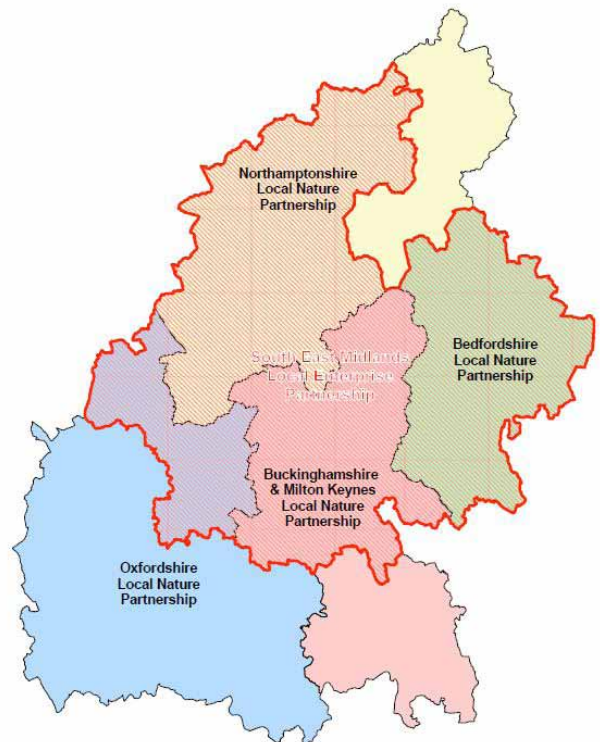 Northamptonshire
Local Nature
Partnership
South East Midlands
Local Enterprise
Partnership
Bedfordshire
Local Nature
Partnership
Buckinghamshire
& Milton Keynes
Local Nature
Partnership
Oxfordshire
Local Nature
Partnership